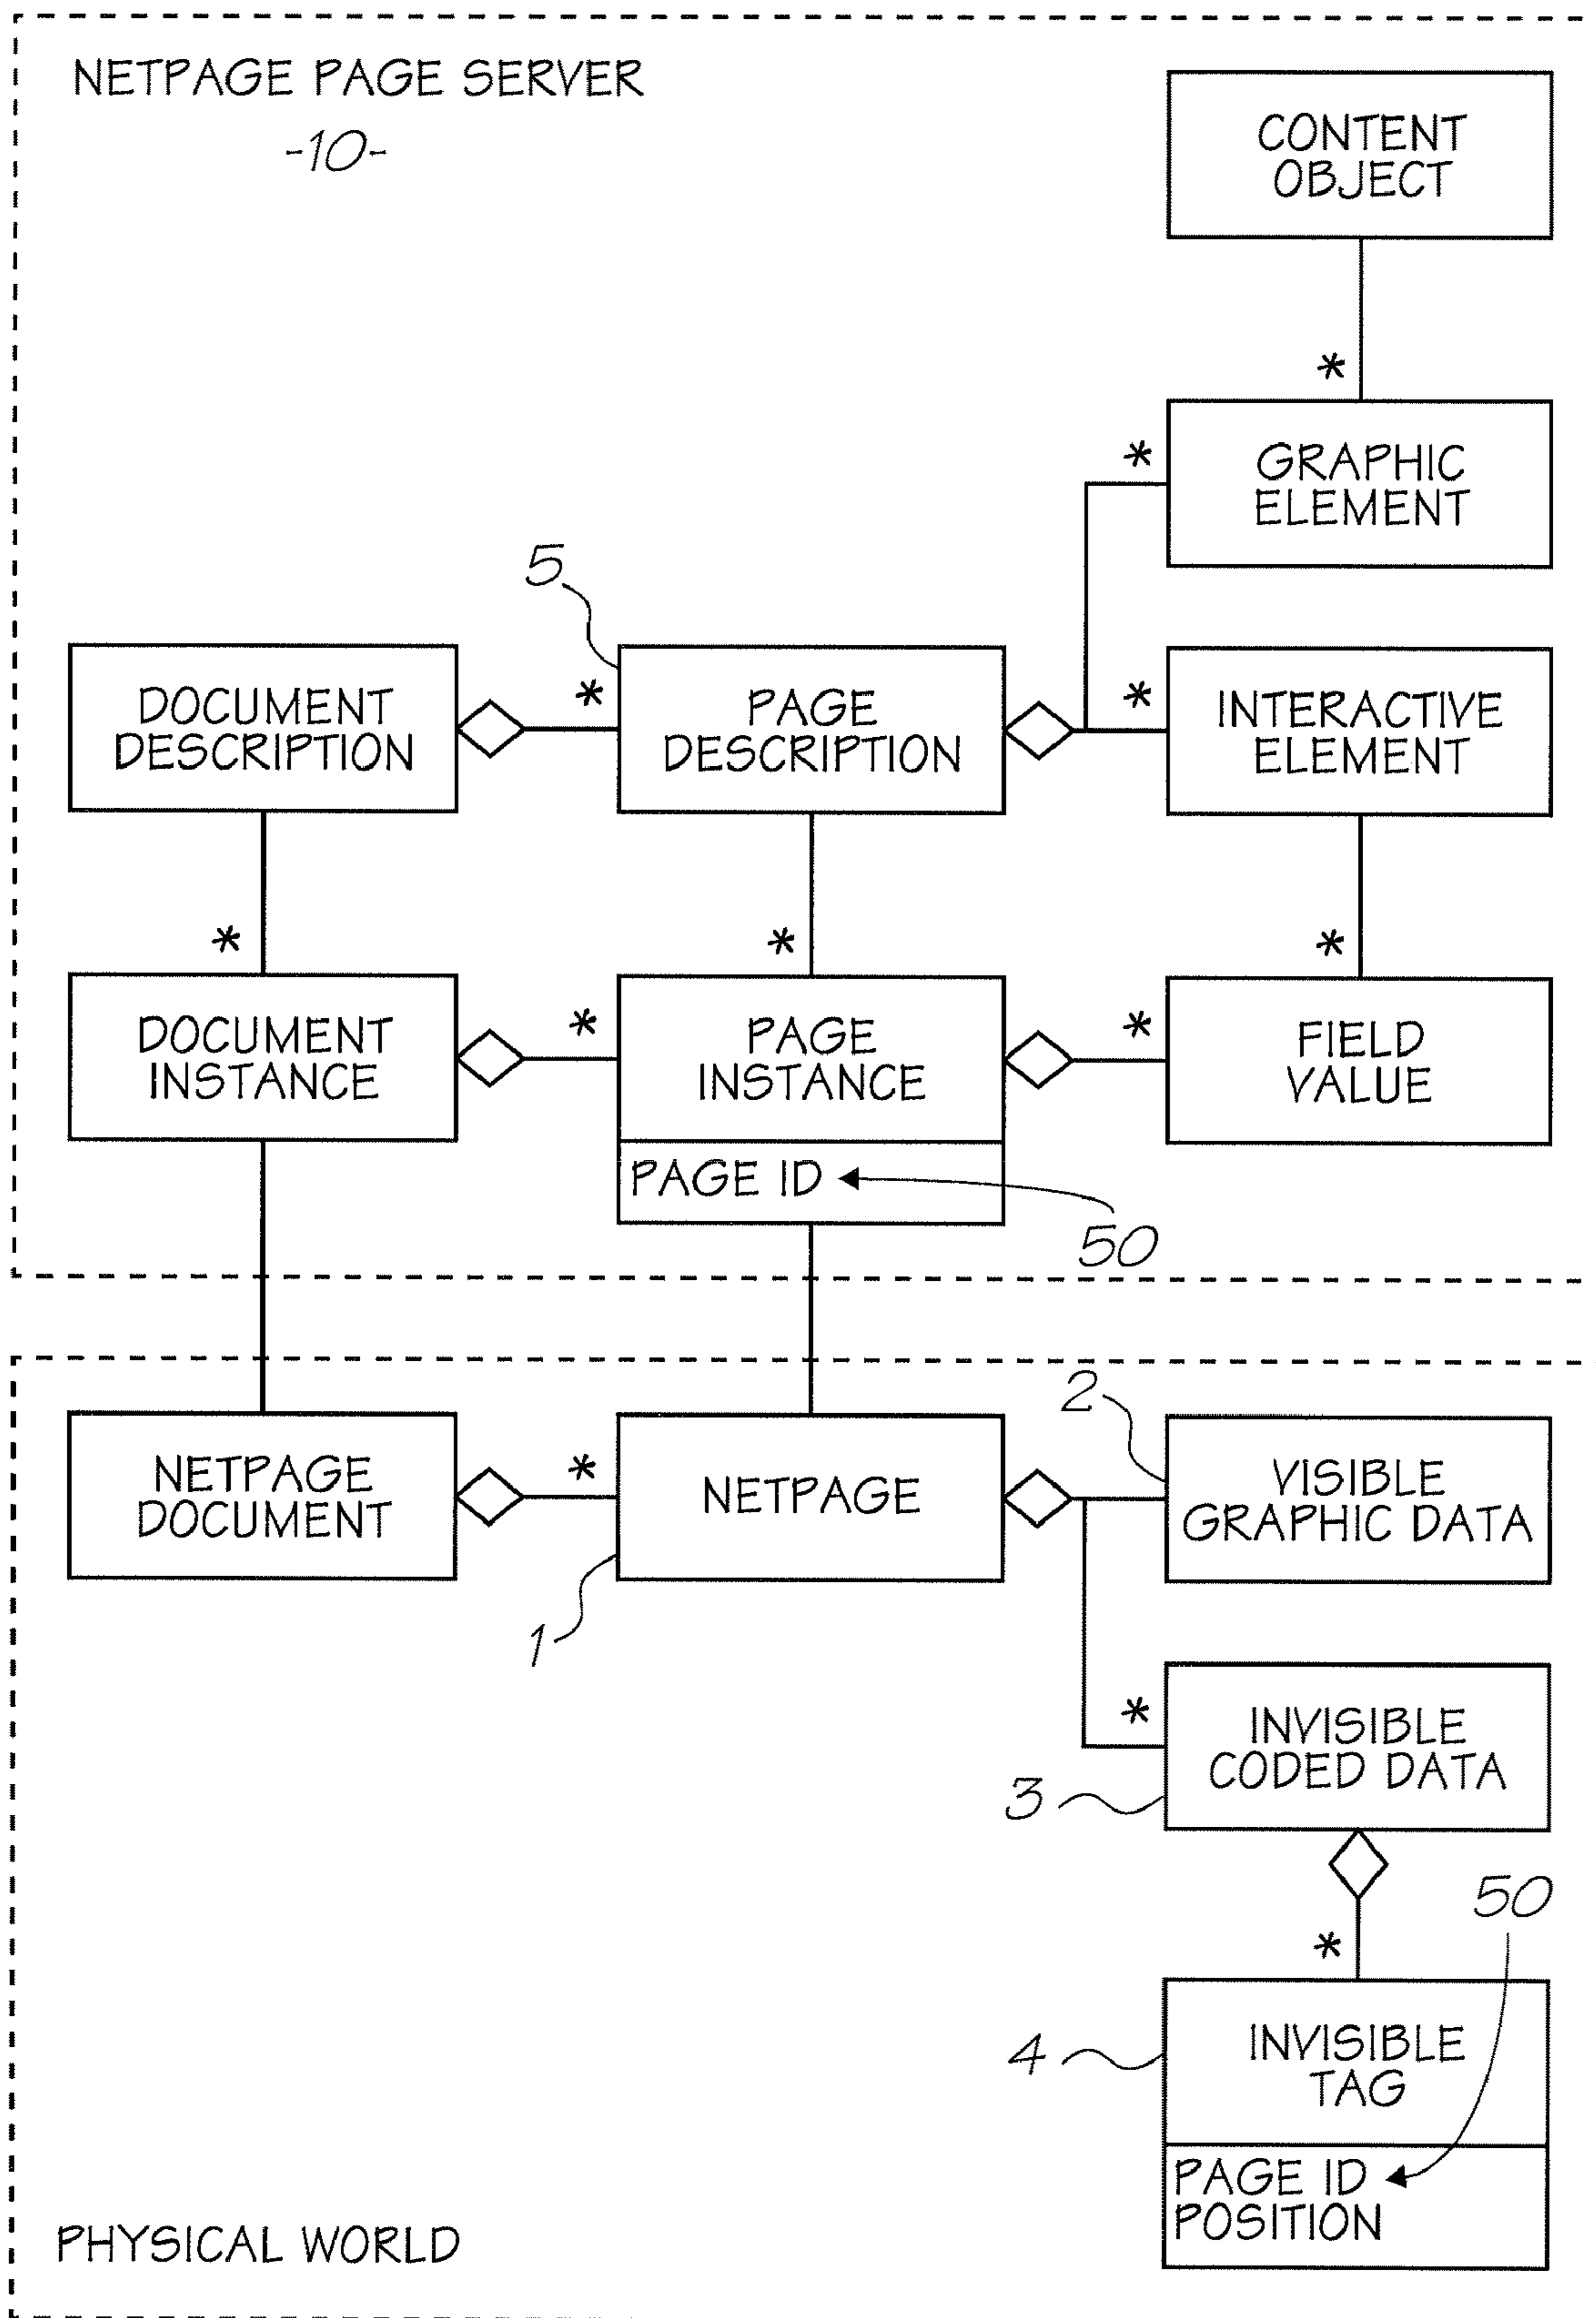 NETPAGE PAGE SERVER
-10-
CONTENT
OBJECT
*
*
GRAPHIC
ELEMENT
5
DOCUMENT
DESCRIPTION
*
PAGE
DESCRIPTION
*
INTERACTIVE
ELEMENT
*
*
*
DOCUMENT
INSTANCE
*
PAGE
INSTANCE
*
FIELD
VALUE
PAGE ID
50
2
NETPAGE
DOCUMENT
*
NETPAGE
VISIBLE
GRAPHIC DATA
1
*
INVISIBLE
CODED DATA
3
50
*
4
INVISIBLE
TAG
PAGE ID
POSITION
PHYSICAL WORLD